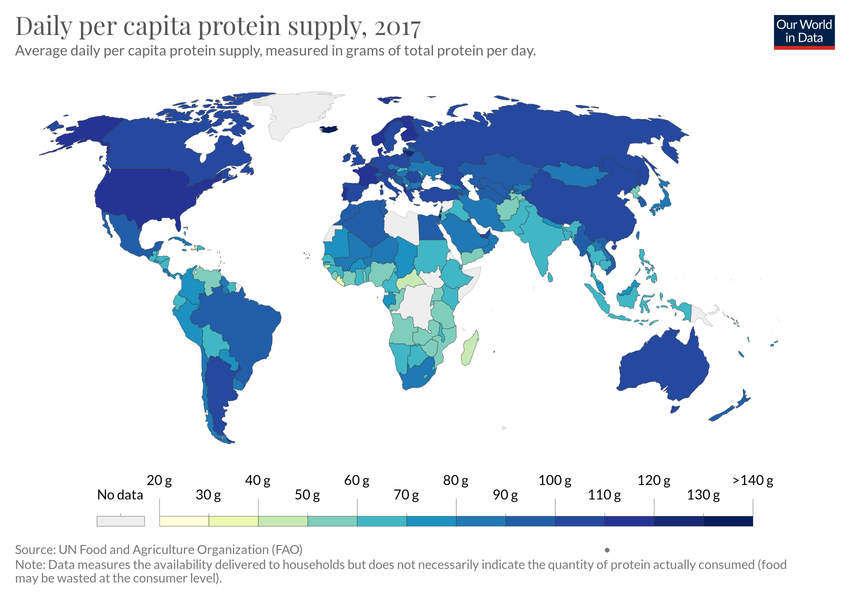 Daily per capita protein supply, 2017
Average daily per capita protein supply, measured in grams of total protein per day.
Our World
in Data
20 g 40 g 60 g 80 g 100 g 120 g >140 g
No data 30 g 50 g 70 g 90 g 110 g 130 g
Source: UN Food and Agriculture Organization (FAO)
Note: Data measures the availability delivered to households but does not necessarily indicate the quantity of protein actually consumed (food
may be wasted at the consumer level).